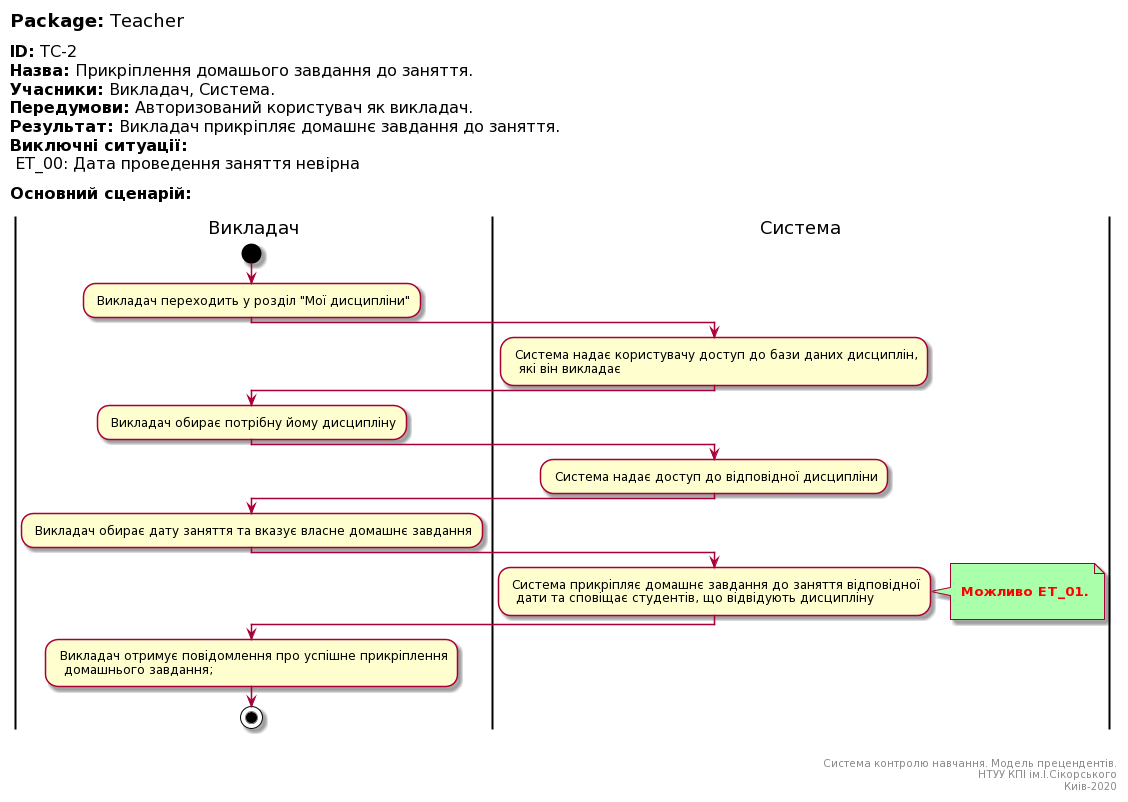 Package: Teacher
ID: TC-2
Назва: Прикріплення домашього завдання до заняття.
Учасники: Викладач, Система.
Передумови: Авторизований користувач як викладач.
Результат: Викладач прикріпляє домашнє завдання до заняття.
Виключні ситуації:
ET_00: Дата проведення заняття невірна
Основний сценарій:
Викладач
Система
Викладач переходить у розділ "Мої дисципліни"
Система надає користувачу доступ до бази даних дисциплін,
які він викладає
Викладач обирає потрібну йому дисципліну
Система надає доступ до відповідної дисципліни
Викладач обирає дату заняття та вказує власне домашнє завдання
Система прикріпляє домашнє завдання до заняття відповідної
дати та сповіщає студентів, що відвідують дисципліну
Можливо ET_01.
Викладач отримує повідомлення про успішне прикріплення
домашнього завдання;
Система контролю навчання. Модель прецендентів.
НТУУ КПІ ім.І.Сікорського
Киів-2020